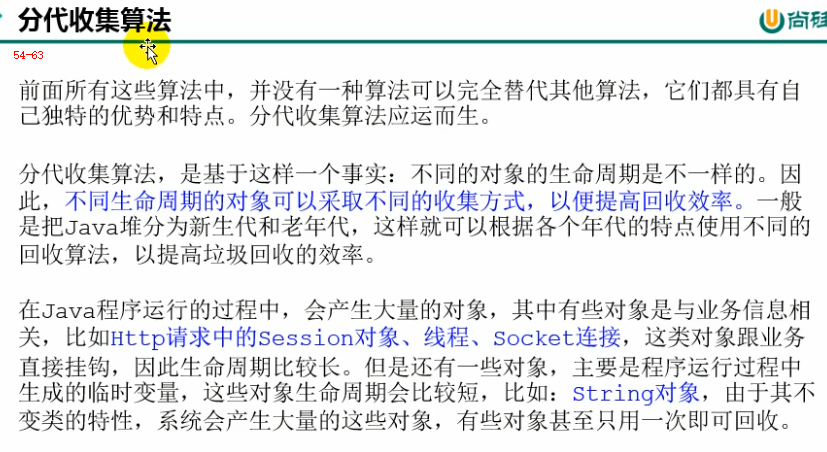 分代收集算法
尚硅
54-63
前面所有这些算法中，并没有一种算法可以完全替代其他算法，它们都具有自
己独特的优势和特点。分代收集算法应运而生。
分代收集算法，是基于这样一个事实：不同的对象的生命周期是不一样的。因
此，不同生命周期的对象可以采取不同的收集方式，以便提高回收效率。一般
是把Java堆分为新生代和老年代，这样就可以根据各个年代的特点使用不同的
回收算法，以提高垃圾回收的效率。
在Java程序运行的过程中，会产生大量的对象，其中有些对象是与业务信息相
关，比如Http请求中的Session对象、线程、Socket连接，这类对象跟业务
直接挂钩，因此生命周期比较长。但是还有一些对象，主要是程序运行过程中
生成的临时变量，这些对象生命周期会比较短，比如：String对象，由于其不
变类的特性，系统会产生大量的这些对象，有些对象甚至只用一次即可回收。